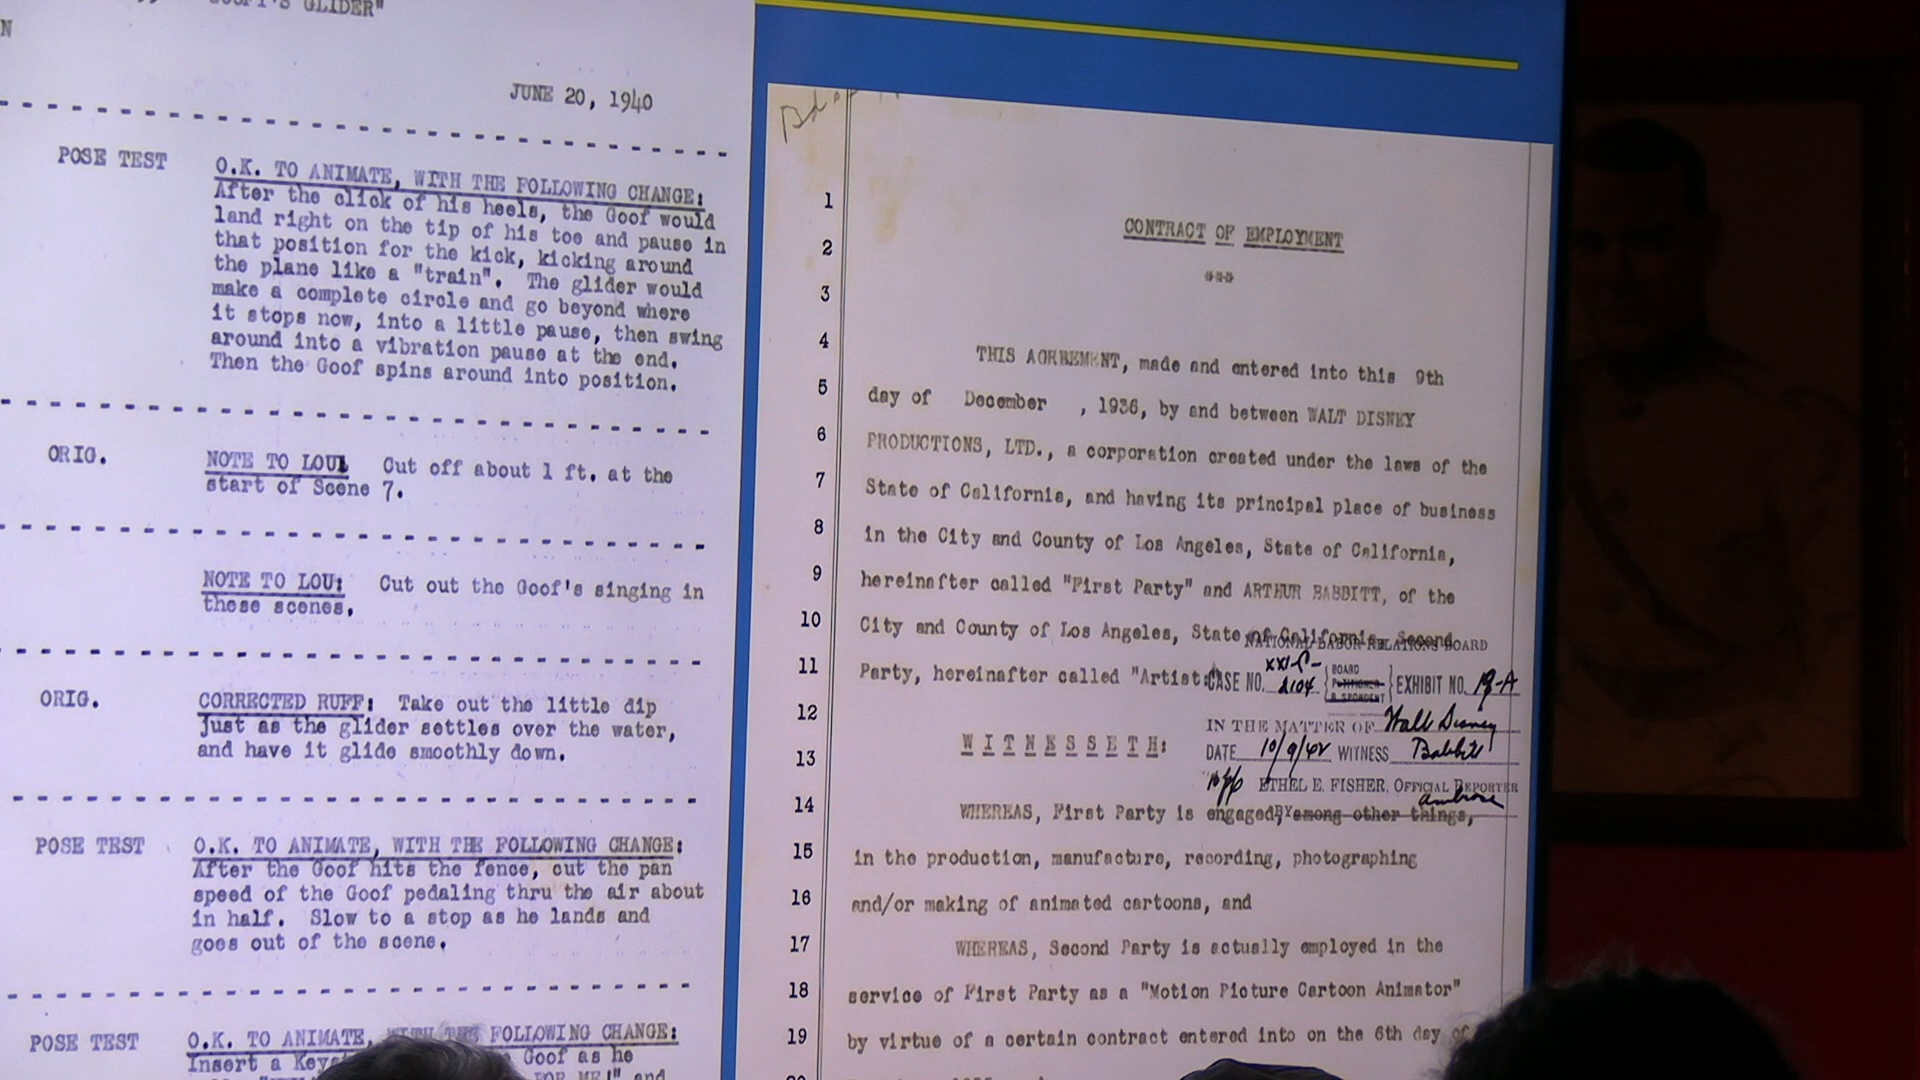 GOOFY'S GLIDER"
N
JUNE 20, 1940
POSE TEST
O.K. TO ANIMATE, WITH THE FOLLOWING CHANGE:
After the click of his heels, the Goof would
land right on the tip of his toe and pause in
that position for the kick, kicking around
the plane like a "train". The glider would
make a complete circle and go beyond where
it stops now, into a little pause, then swing
around into a vibration pause at the end.
Then the Goof spins around into position.
ORIG.
NOTE TO LOU: Cut off about 1 ft. at the
start of Scene 7.
NOTE TO LOU: Cut out the Goof's singing in
these scenes.
ORIG.
CORRECTED RUFF: Take out the little dip
just as the glider settles over the water,
and have it glide smoothly down.
POSE TEST
O.K. TO ANIMATE, WITH THE FOLLOWING CHANGE:
After the Goof hits the fence, cut the pan
speed of the Goof pedaling thru the air about
in half. Slow to a stop as he lands and
goes out of the scene.
POSE TEST
O.K. TO ANIMATE, WITH THE FOLLOWING CHANGE:
Insert a Goof as he
FOR ME!" and
1
CONTRACT OF EMPLOYMENT
2
***
3
4
THIS AGREEMENT, made and entered into this 9th
5
day of December , 1936, by and between WALT DISNEY
6
PRODUCTIONS, LTD., a corporation created under the laws of the
7
State of California, and having its principal place of business
8
in the City and County of Los Angeles, State of California,
9
hereinafter called "First Party" and ARTHUR BABBITT, of the
10
City and County of Los Angeles, State of California, Second
NATIONAL LABOR RELATIONS BOARD
11
Party, hereinafter called "Artist:
CASE NO. XXI-C-2104 BOARD PETITIONER RESPONDENT EXHIBIT NO. 19-A
12
IN THE MATTER OF Walt Disney
WITNESSETH:
DATE 10/9/42 WITNESS Babbitt
13
ETHEL E. FISHER, OFFICIAL REPORTER
BY Ambrose
14
WHEREAS, First Party is engaged, among other things,
15
in the production, manufacture, recording, photographing
16
and/or making of animated cartoons, and
17
WHEREAS, Second Party is actually employed in the
18
service of First Party as a "Motion Picture Cartoon Animator"
19
by virtue of a certain contract entered into on the 6th day of
20